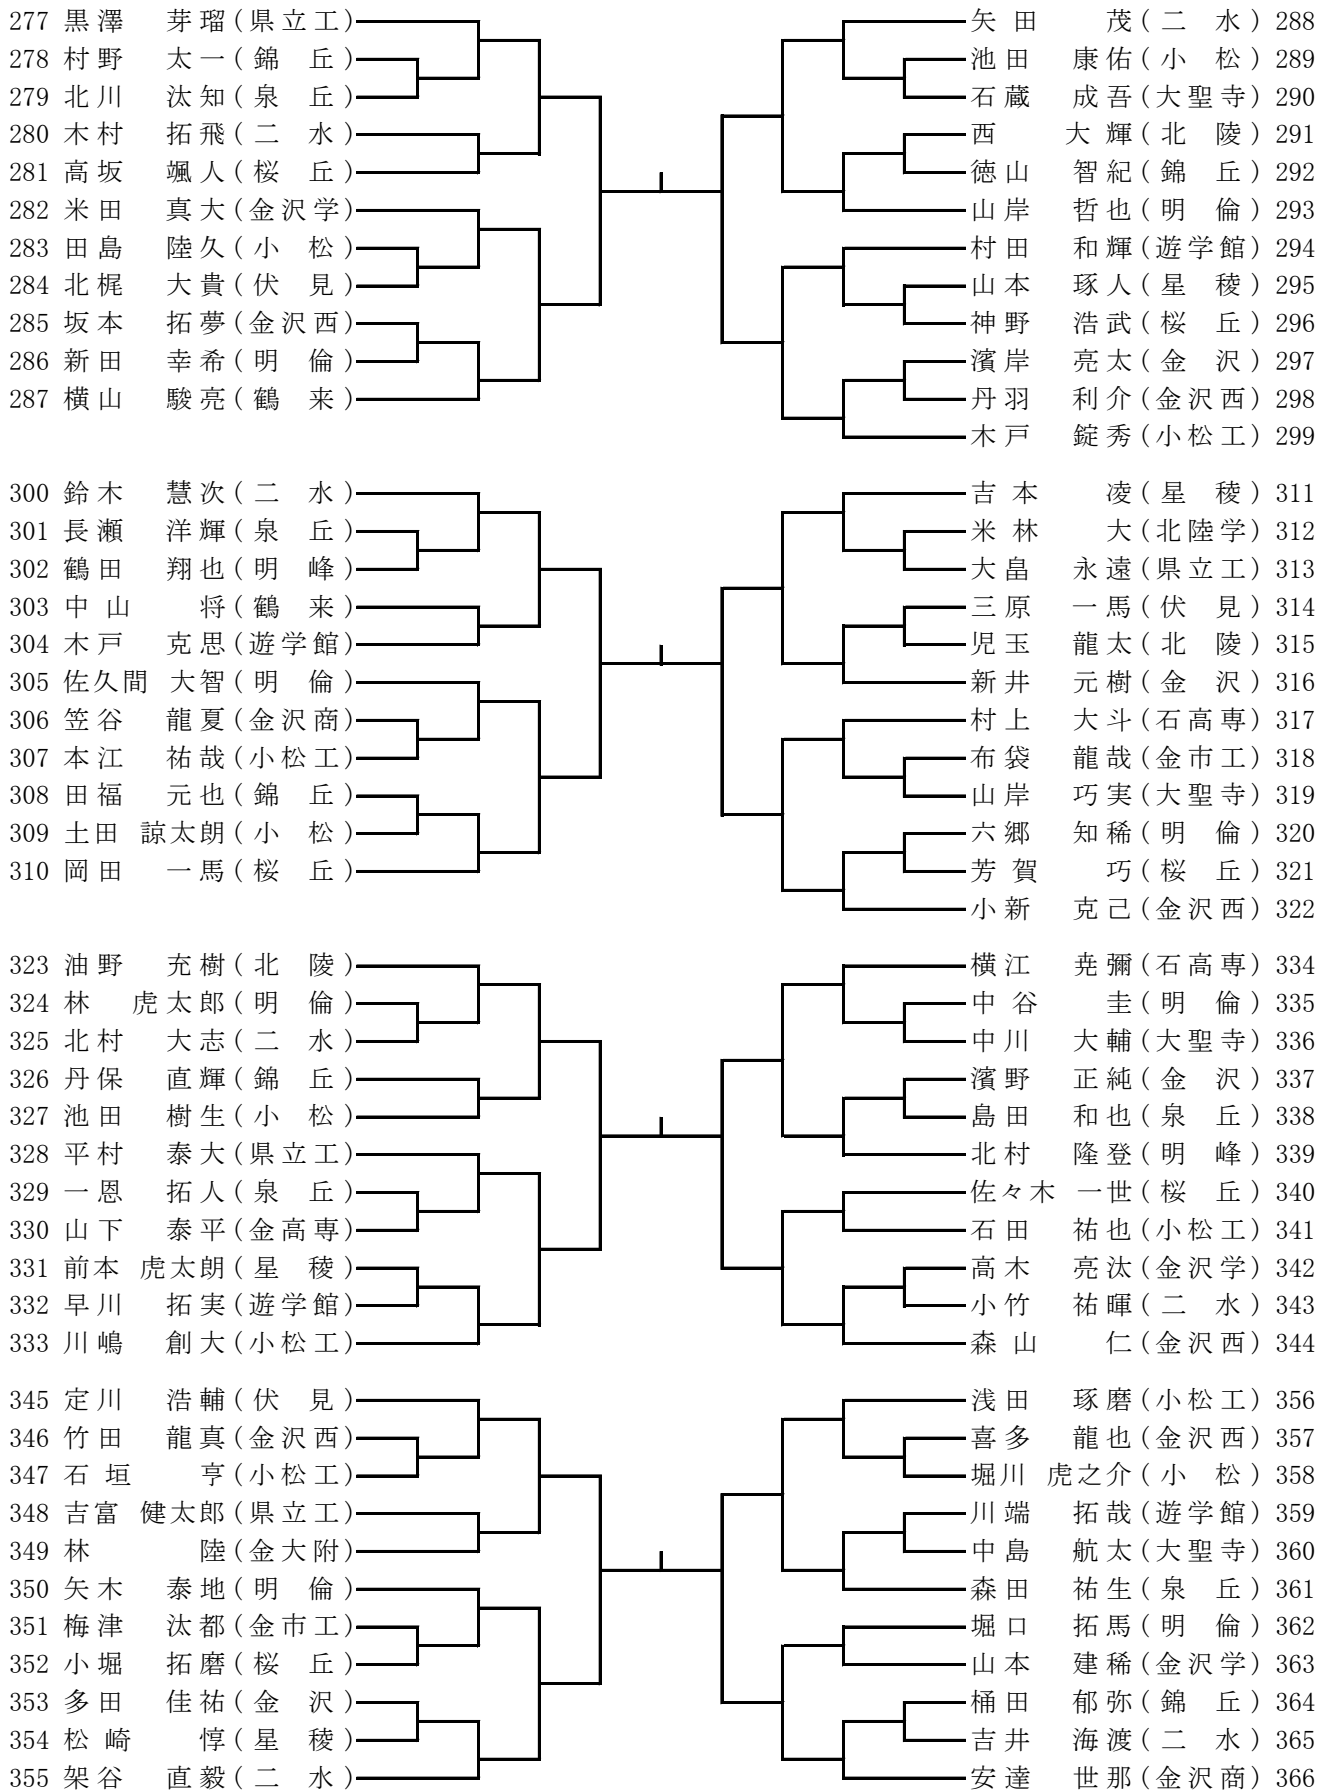 277 黒澤 芽瑠(県立工)
278 村野 太一(錦 丘)
279 北川 汰知(泉 丘)
280 木村 拓飛(二 水)
281 高坂 颯人(桜 丘)
282 米田 真大(金沢学)
283 田島 陸久(小 松)
284 北梶 大貴(伏 見)
285 坂本 拓夢(金沢西)
286 新田 幸希(明 倫)
287 横山 駿亮(鶴 来)
矢田 茂(二 水) 288
池田 康佑(小 松) 289
石蔵 成吾(大聖寺) 290
西 大輝(北 陵) 291
徳山 智紀(錦 丘) 292
山岸 哲也(明 倫) 293
村田 和輝(遊学館) 294
山本 琢人(星 稜) 295
神野 浩武(桜 丘) 296
濱岸 亮太(金 沢) 297
丹羽 利介(金沢西) 298
木戸 錠秀(小松工) 299
300 鈴木 慧次(二 水)
301 長瀬 洋輝(泉 丘)
302 鶴田 翔也(明 峰)
303 中山 将(鶴 来)
304 木戸 克思(遊学館)
305 佐久間 大智(明 倫)
306 笠谷 龍夏(金沢商)
307 本江 祐哉(小松工)
308 田福 元也(錦 丘)
309 土田 諒太朗(小 松)
310 岡田 一馬(桜 丘)
吉本 凌(星 稜) 311
米林 大(北陸学) 312
大畠 永遠(県立工) 313
三原 一馬(伏 見) 314
児玉 龍太(北 陵) 315
新井 元樹(金 沢) 316
村上 大斗(石高専) 317
布袋 龍哉(金市工) 318
山岸 巧実(大聖寺) 319
六郷 知稀(明 倫) 320
芳賀 巧(桜 丘) 321
小新 克己(金沢西) 322
323 油野 充樹(北 陵)
324 林 虎太郎(明 倫)
325 北村 大志(二 水)
326 丹保 直輝(錦 丘)
327 池田 樹生(小 松)
328 平村 泰大(県立工)
329 一恩 拓人(泉 丘)
330 山下 泰平(金高専)
331 前本 虎太朗(星 稜)
332 早川 拓実(遊学館)
333 川嶋 創大(小松工)
横江 尭彌(石高専) 334
中谷 圭(明 倫) 335
中川 大輔(大聖寺) 336
濱野 正純(金 沢) 337
島田 和也(泉 丘) 338
北村 隆登(明 峰) 339
佐々木 一世(桜 丘) 340
石田 祐也(小松工) 341
高木 亮汰(金沢学) 342
小竹 祐暉(二 水) 343
森山 仁(金沢西) 344
345 定川 浩輔(伏 見)
346 竹田 龍真(金沢西)
347 石垣 亨(小松工)
348 吉富 健太郎(県立工)
349 林 陸(金大附)
350 矢木 泰地(明 倫)
351 梅津 汰都(金市工)
352 小堀 拓磨(桜 丘)
353 多田 佳祐(金 沢)
354 松崎 惇(星 稜)
355 架谷 直毅(二 水)
浅田 琢磨(小松工) 356
喜多 龍也(金沢西) 357
堀川 虎之介(小 松) 358
川端 拓哉(遊学館) 359
中島 航太(大聖寺) 360
森田 祐生(泉 丘) 361
堀口 拓馬(明 倫) 362
山本 建稀(金沢学) 363
桶田 郁弥(錦 丘) 364
吉井 海渡(二 水) 365
安達 世那(金沢商) 366